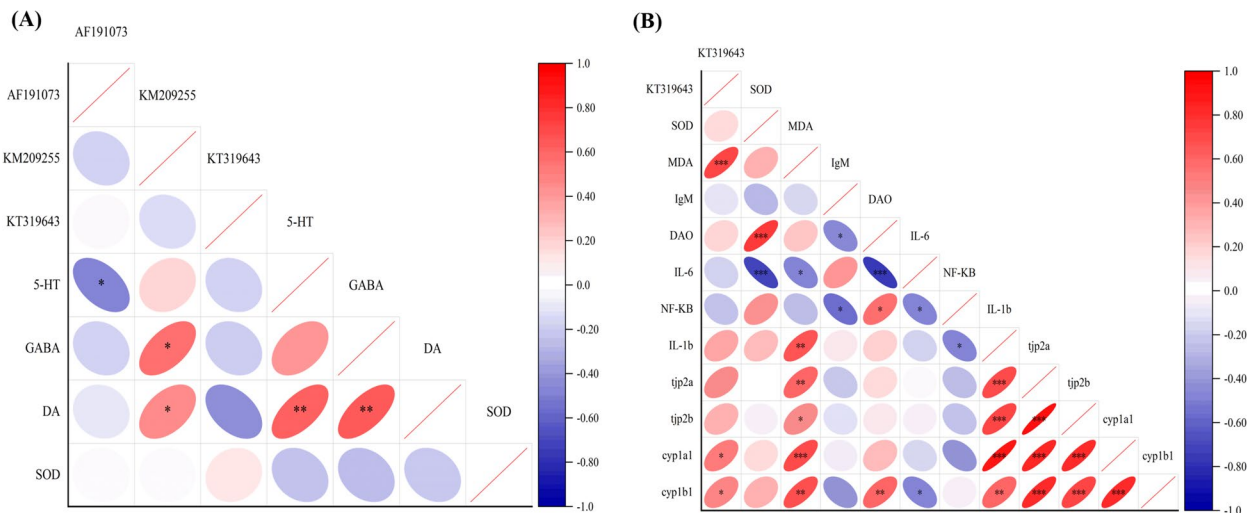 (A)
AF191073
AF191073 KM209255
KM209255 KT319643
KT319643 5-HT
5-HT * GABA
GABA * DA
DA * ** ** SOD
SOD
1.0
0.80
0.60
0.40
0.20
0.0
-0.20
-0.40
-0.60
-0.80
-1.0
(B)
KT319643
KT319643 SOD
SOD MDA
MDA *** IgM
IgM DAO
DAO *** * IL-6
IL-6 *** * *** NF-KB
NF-KB * * * IL-1b
IL-1b ** * tjp2a
tjp2a ** *** tjp2b
tjp2b * *** *** cyp1a1
cyp1a1 * *** *** *** *** cyp1b1
cyp1b1 * ** ** * ** *** *** ***
1.0
0.80
0.60
0.40
0.20
0.0
-0.20
-0.40
-0.60
-0.80
-1.0